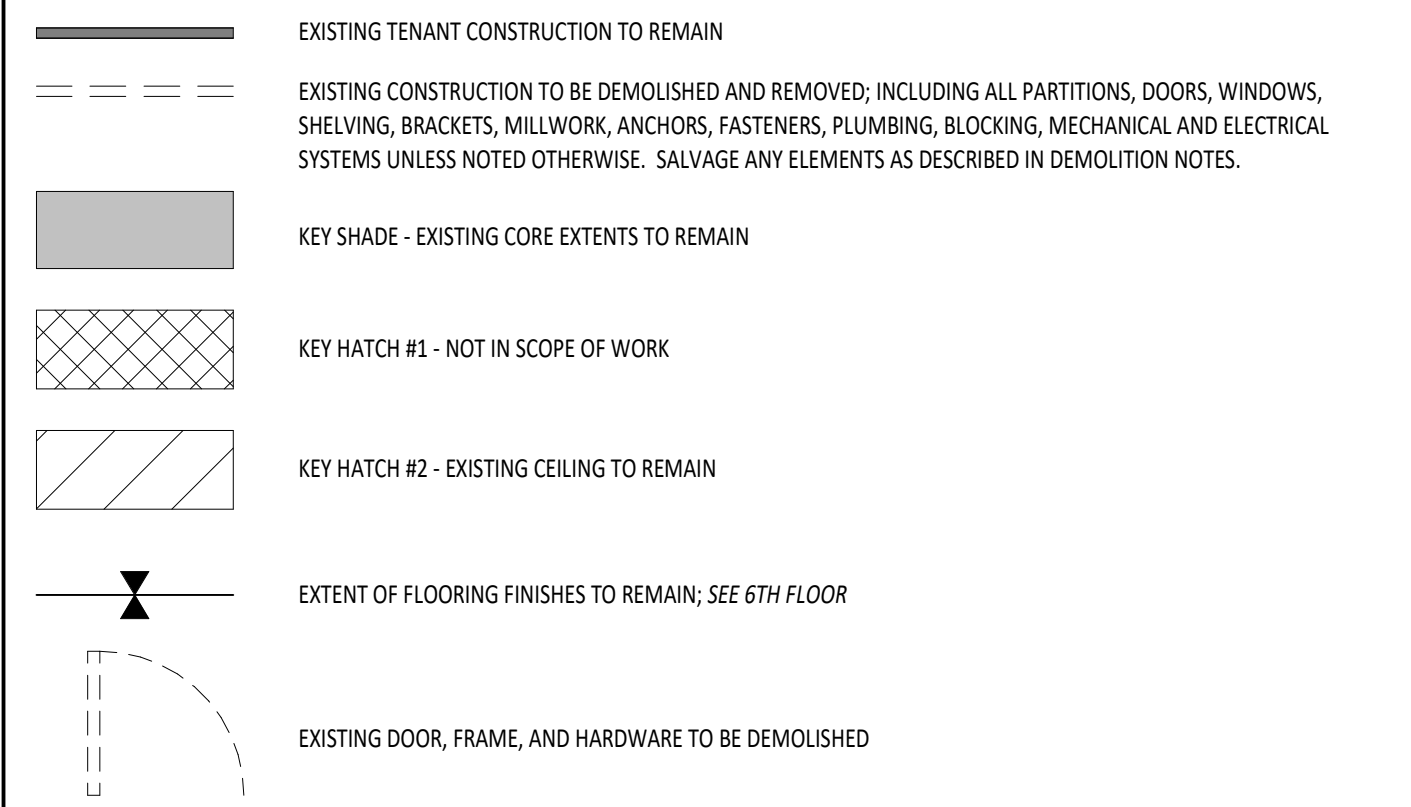 EXISTING TENANT CONSTRUCTION TO REMAIN
EXISTING CONSTRUCTION TO BE DEMOLISHED AND REMOVED; INCLUDING ALL PARTITIONS, DOORS, WINDOWS,
SHELVING, BRACKETS, MILLWORK, ANCHORS, FASTENERS, PLUMBING, BLOCKING, MECHANICAL AND ELECTRICAL
SYSTEMS UNLESS NOTED OTHERWISE.  SALVAGE ANY ELEMENTS AS DESCRIBED IN DEMOLITION NOTES.
KEY SHADE - EXISTING CORE EXTENTS TO REMAIN
KEY HATCH #1 - NOT IN SCOPE OF WORK
KEY HATCH #2 - EXISTING CEILING TO REMAIN
EXTENT OF FLOORING FINISHES TO REMAIN; SEE 6TH FLOOR
EXISTING DOOR, FRAME, AND HARDWARE TO BE DEMOLISHED